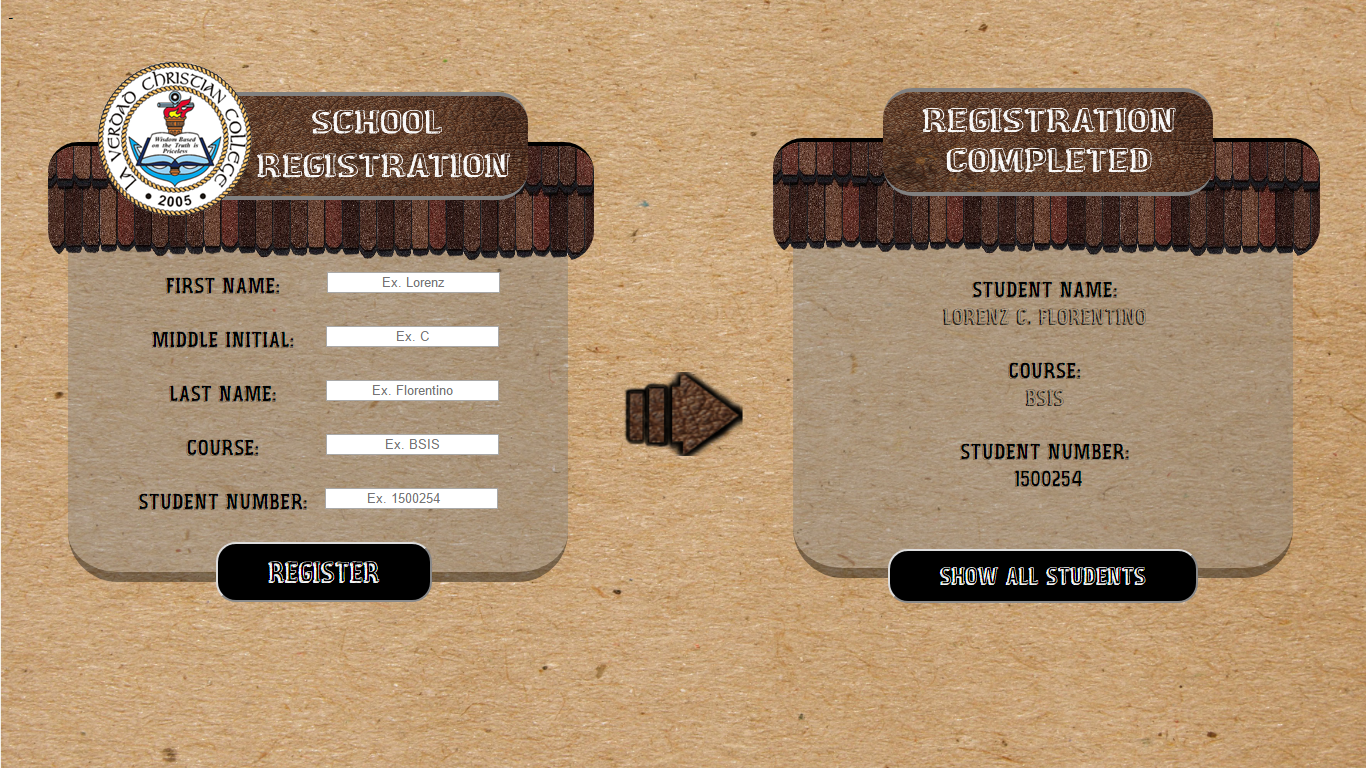 -
LA VERDAD CHRISTIAN COLLEGE
Wisdom Based
on the Truth is
Priceless
• 2005 •
SCHOOL
REGISTRATION
FIRST NAME: Ex. Lorenz
MIDDLE INITIAL: Ex. C
LAST NAME: Ex. Florentino
COURSE: Ex. BSIS
STUDENT NUMBER: Ex. 1500254
REGISTER
REGISTRATION
COMPLETED
STUDENT NAME:
LORENZ C. FLORENTINO
COURSE:
BSIS
STUDENT NUMBER:
1500254
SHOW ALL STUDENTS